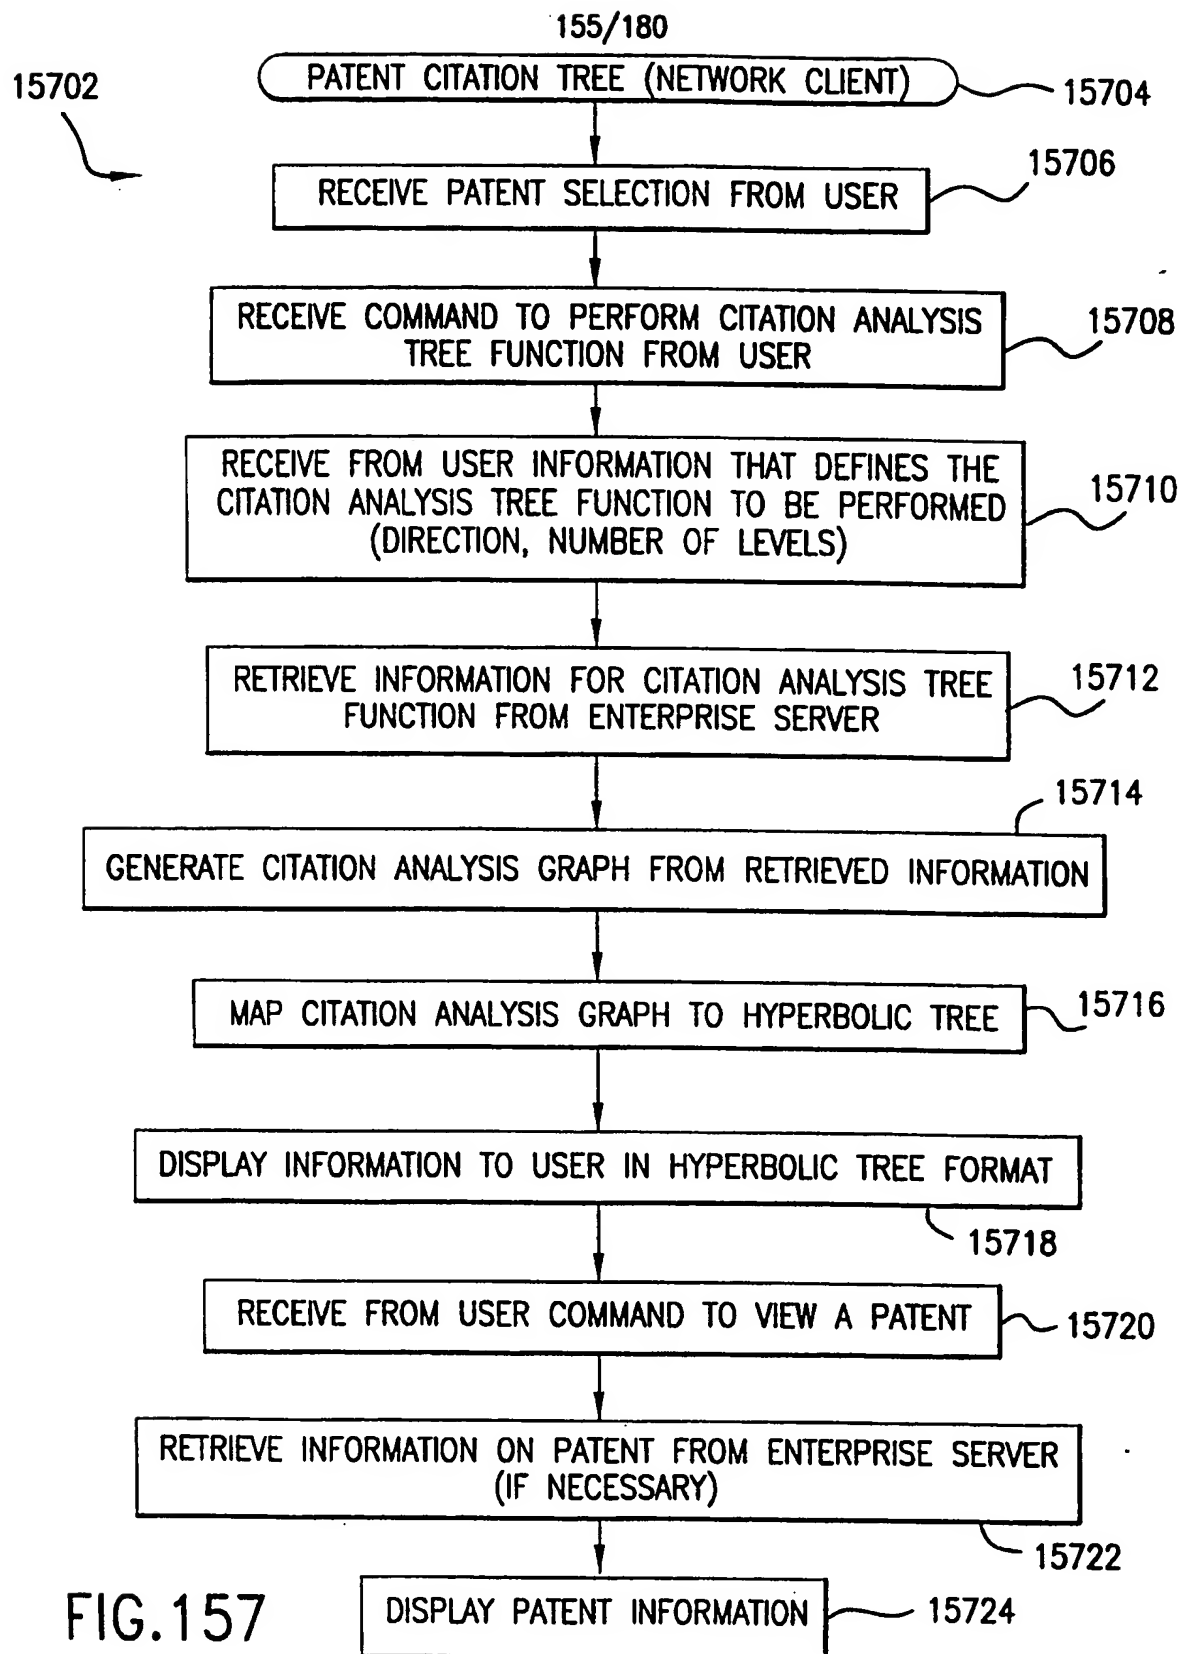 155/180
15702
PATENT CITATION TREE (NETWORK CLIENT)
15704
RECEIVE PATENT SELECTION FROM USER
15706
RECEIVE COMMAND TO PERFORM CITATION ANALYSIS
TREE FUNCTION FROM USER
15708
RECEIVE FROM USER INFORMATION THAT DEFINES THE
CITATION ANALYSIS TREE FUNCTION TO BE PERFORMED
(DIRECTION, NUMBER OF LEVELS)
15710
RETRIEVE INFORMATION FOR CITATION ANALYSIS TREE
FUNCTION FROM ENTERPRISE SERVER
15712
15714
GENERATE CITATION ANALYSIS GRAPH FROM RETRIEVED INFORMATION
MAP CITATION ANALYSIS GRAPH TO HYPERBOLIC TREE
15716
DISPLAY INFORMATION TO USER IN HYPERBOLIC TREE FORMAT
15718
RECEIVE FROM USER COMMAND TO VIEW A PATENT
15720
RETRIEVE INFORMATION ON PATENT FROM ENTERPRISE SERVER
(IF NECESSARY)
15722
DISPLAY PATENT INFORMATION
15724
FIG.157